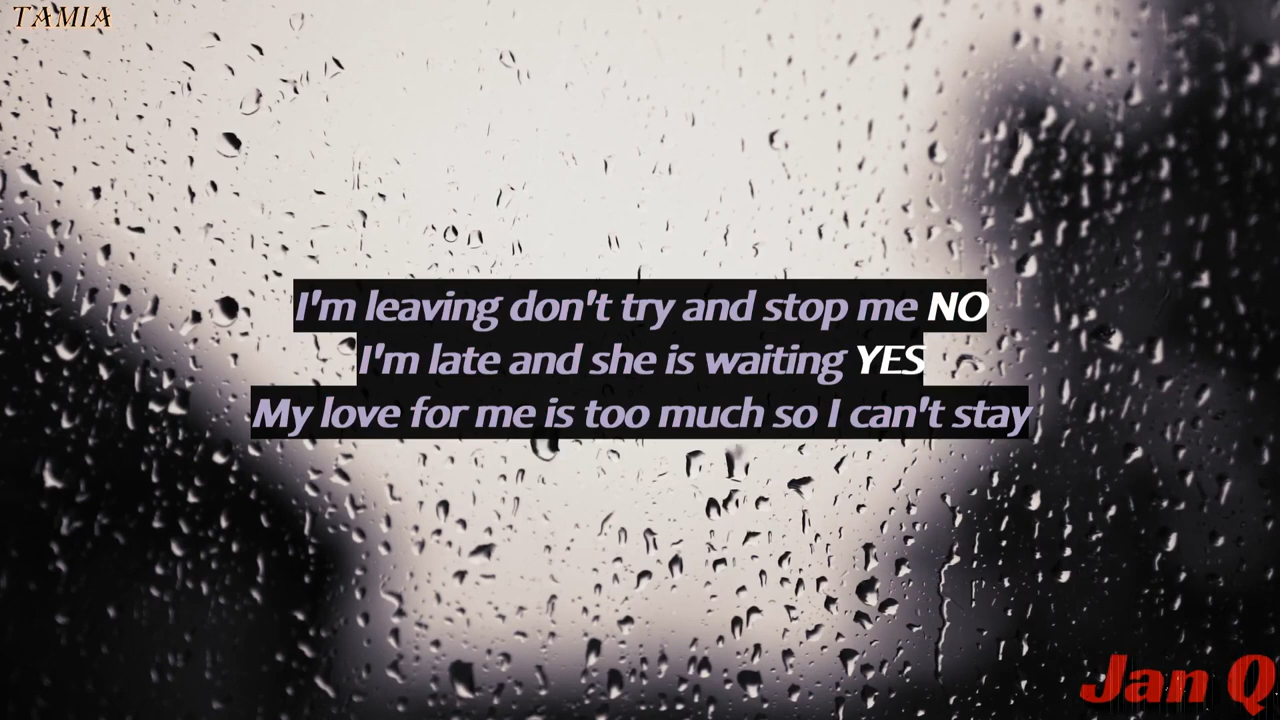 TAMIA
I'm leaving don't try and stop me NO
I'm late and she is waiting YES
My love for me is too much so I can't stay
Jan Q